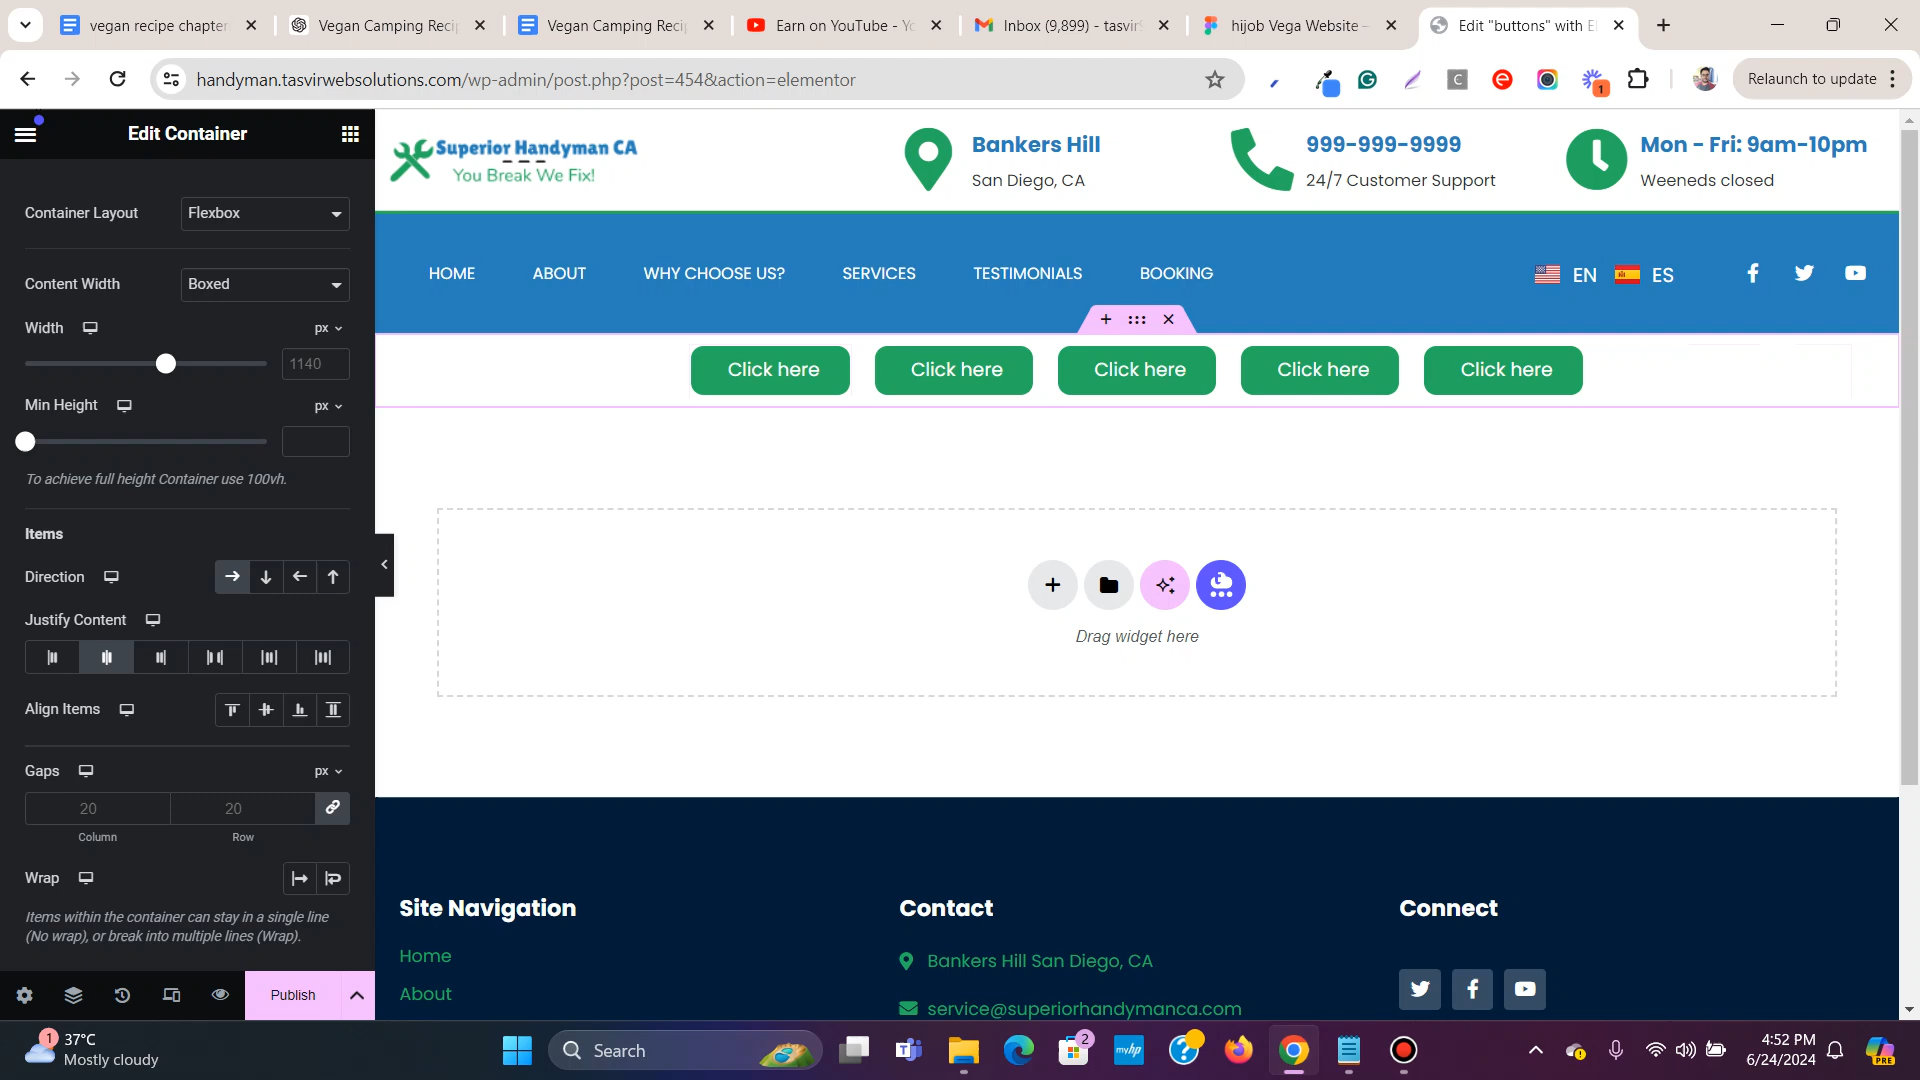 vegan recipe chapter
Vegan Camping Reci
Vegan Camping Reci
Earn on YouTube - Yo
Inbox (9,899) - tasvir
hijob Vega Website -
Edit "buttons" with El
handyman.tasvirwebsolutions.com/wp-admin/post.php?post=454&action=elementor
C
1
Relaunch to update
Edit Container
Container Layout
Flexbox
Content Width
Boxed
Width
px
1140
Min Height
px
To achieve full height Container use 100vh.
Items
Direction
Justify Content
Align Items
Gaps
px
20
20
Column
Row
Wrap
Items within the container can stay in a single line
(No wrap), or break into multiple lines (Wrap).
Publish
Superior Handyman CA
You Break We Fix!
Bankers Hill
San Diego, CA
999-999-9999
24/7 Customer Support
Mon - Fri: 9am-10pm
Weeneds closed
HOME
ABOUT
WHY CHOOSE US?
SERVICES
TESTIMONIALS
BOOKING
EN
ES
Click here
Click here
Click here
Click here
Click here
Drag widget here
Site Navigation
Home
About
Contact
Bankers Hill San Diego, CA
service@superiorhandymanca.com
Connect
1
37°C
Mostly cloudy
Search
2
myhp
4:52 PM
6/24/2024
PRE